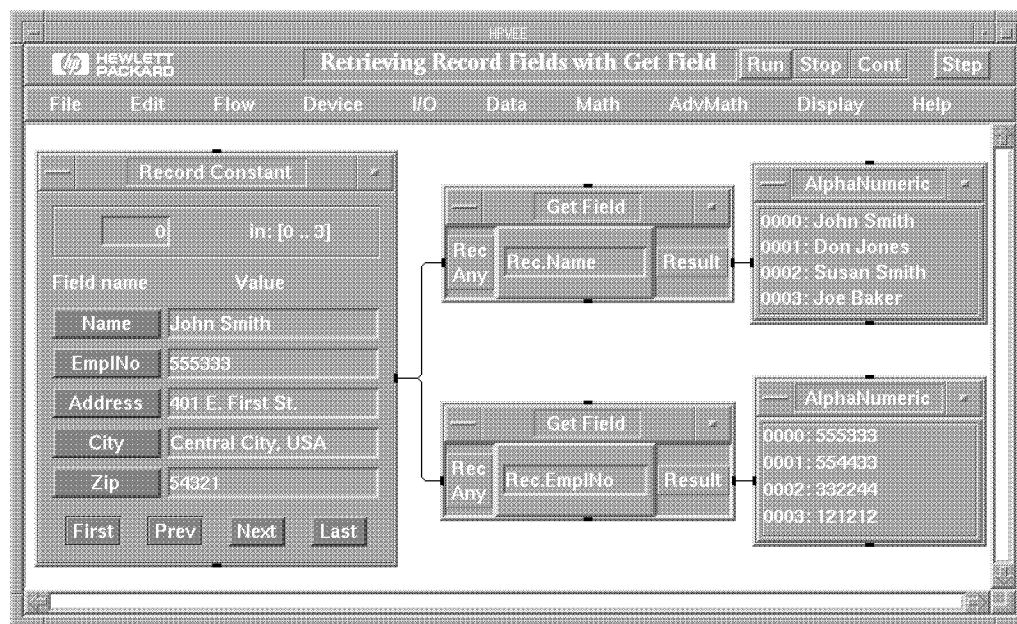 HPVEE
hp HEWLETT PACKARD
Retrieving Record Fields with Get Field
Run Stop Cont Step
File Edit Flow Device I/O Data Math AdvMath Display Help
Record Constant
0 in: [0 .. 3]
Field name Value
Name John Smith
EmplNo 555333
Address 401 E. First St.
City Central City, USA
Zip 54321
First Prev Next Last
Get Field
Rec Any
Rec.Name
Result
AlphaNumeric
0000: John Smith
0001: Don Jones
0002: Susan Smith
0003: Joe Baker
Get Field
Rec Any
Rec.EmplNo
Result
AlphaNumeric
0000: 555333
0001: 554433
0002: 332244
0003: 121212